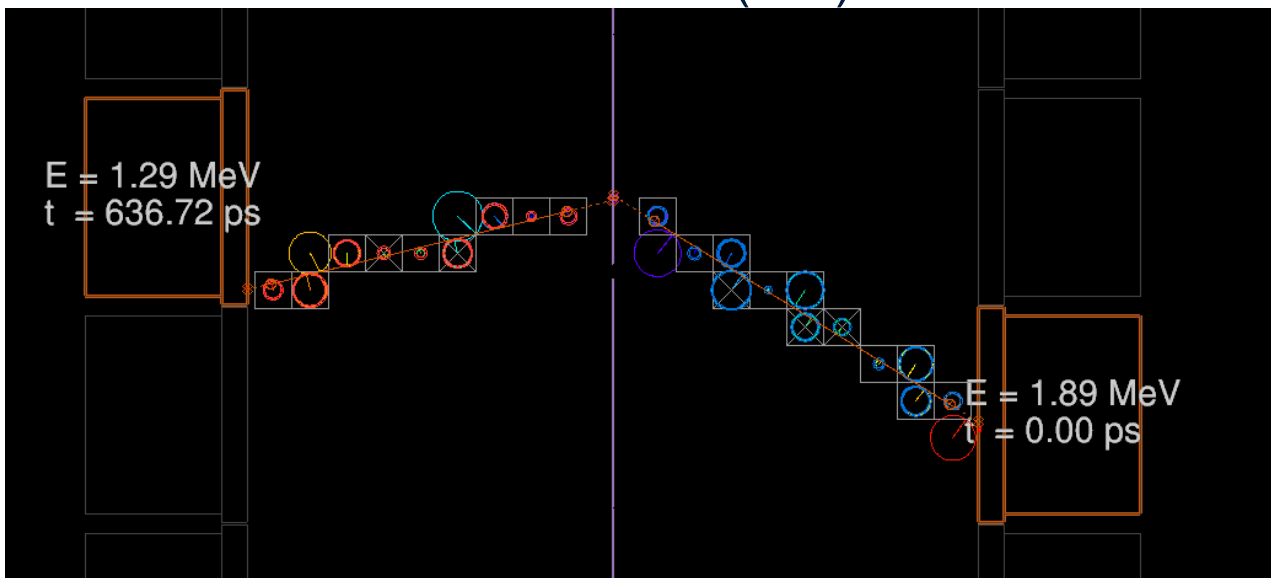 E = 1.29 MeV
t = 636.72 ps
E = 1.89 MeV
t = 0.00 ps